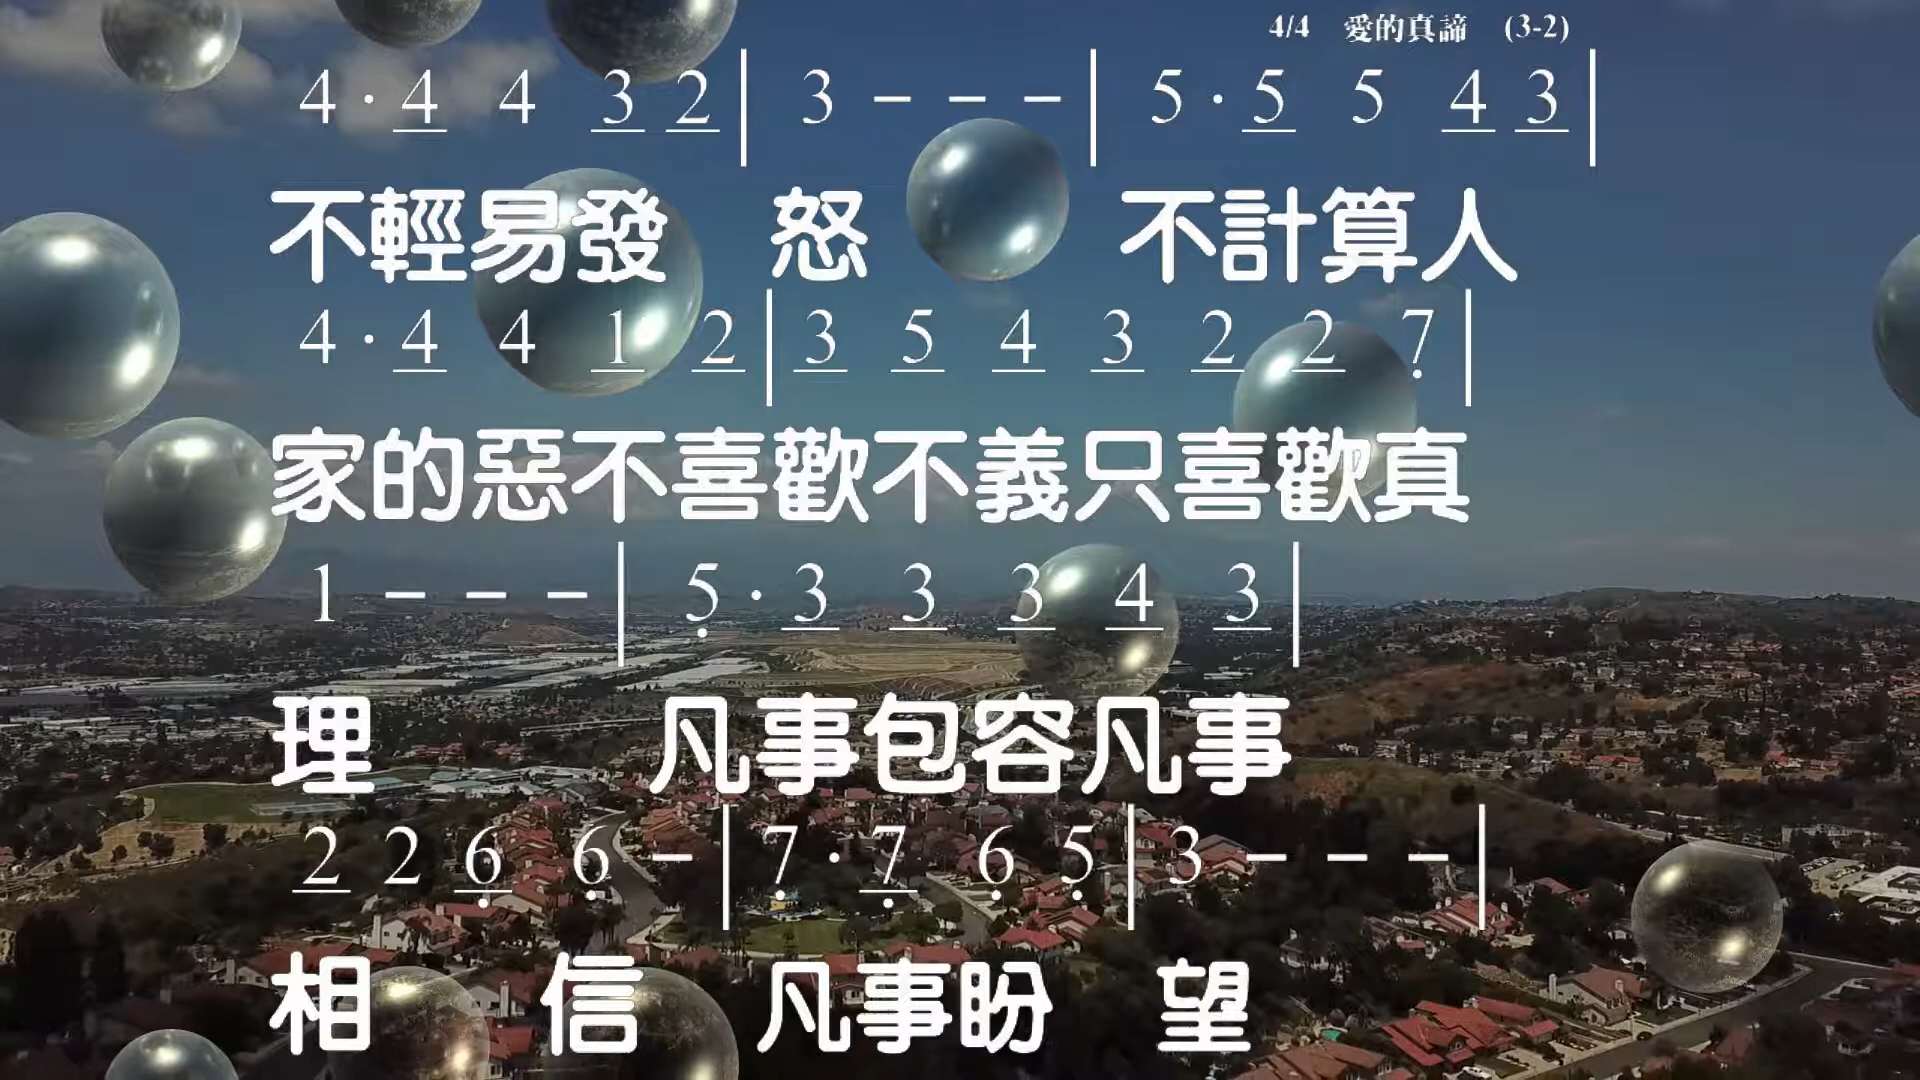 4/4 愛的真諦 (3-2)
4 · 4 4 3 2 | 3 – – – | 5 · 5 5 4 3 |
不輕易發 怒 不計算人
4 · 4 4 1 2 | 3 5 4 3 2 2 7̣ |
家的惡不喜歡不義只喜歡真
1 – – – | 5̣ · 3 3 3 4 3 |
理 凡事包容凡事
2 2 6̣ 6̣ – | 7̣ · 7̣ 6̣ 5̣ | 3 – – – |
相 信 凡事盼 望